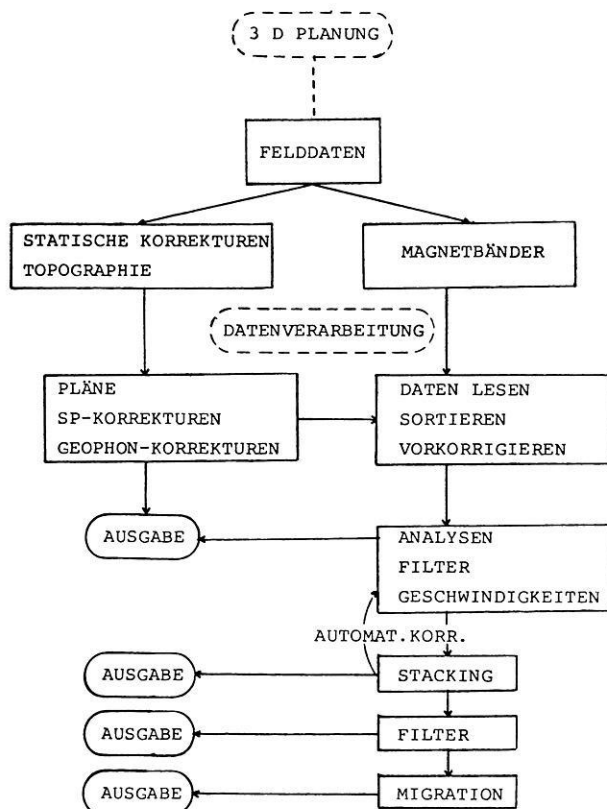 3 D PLANUNG
FELDDATEN
STATISCHE KORREKTUREN
TOPOGRAPHIE
MAGNETBÄNDER
DATENVERARBEITUNG
PLÄNE
SP-KORREKTUREN
GEOPHON-KORREKTUREN
DATEN LESEN
SORTIEREN
VORKORRIGIEREN
AUSGABE
ANALYSEN
FILTER
GESCHWINDIGKEITEN
AUTOMAT.KORR.
AUSGABE
STACKING
AUSGABE
FILTER
AUSGABE
MIGRATION